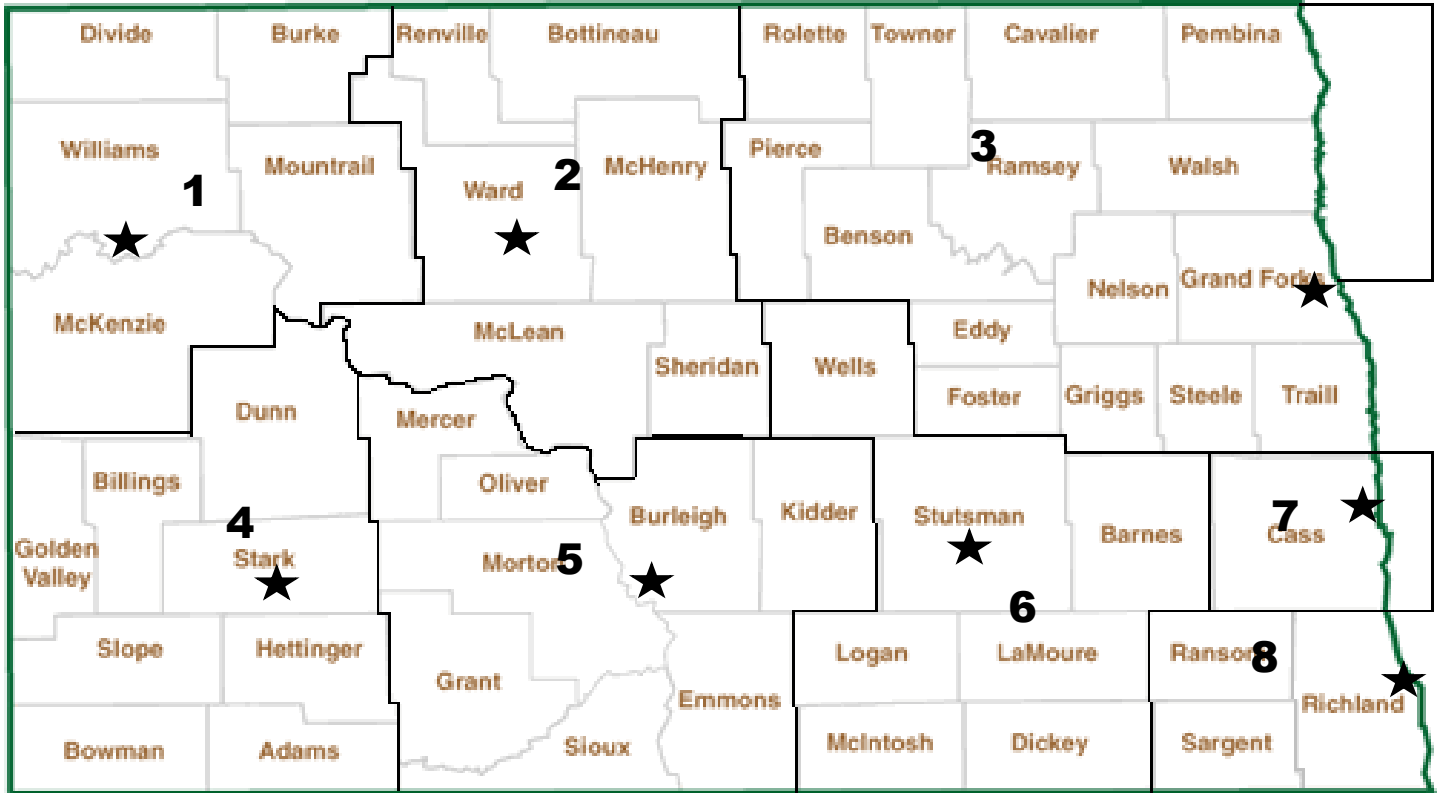 Divide
Burke
Renville
Bottineau
Rolette
Towner
Cavalier
Pembina
Williams
Mountrail
1
Ward
2
McHenry
Pierce
3
Ramsey
Walsh
Benson
McKenzie
McLean
Sheridan
Wells
Eddy
Nelson
Grand Forks
Foster
Griggs
Steele
Traill
Dunn
Mercer
Billings
Oliver
4
Golden
Valley
Stark
Morton
5
Burleigh
Kidder
Stutsman
Barnes
7
Cass
6
Slope
Hettinger
Grant
Emmons
Logan
LaMoure
Ransom
8
Richland
Bowman
Adams
Sioux
McIntosh
Dickey
Sargent